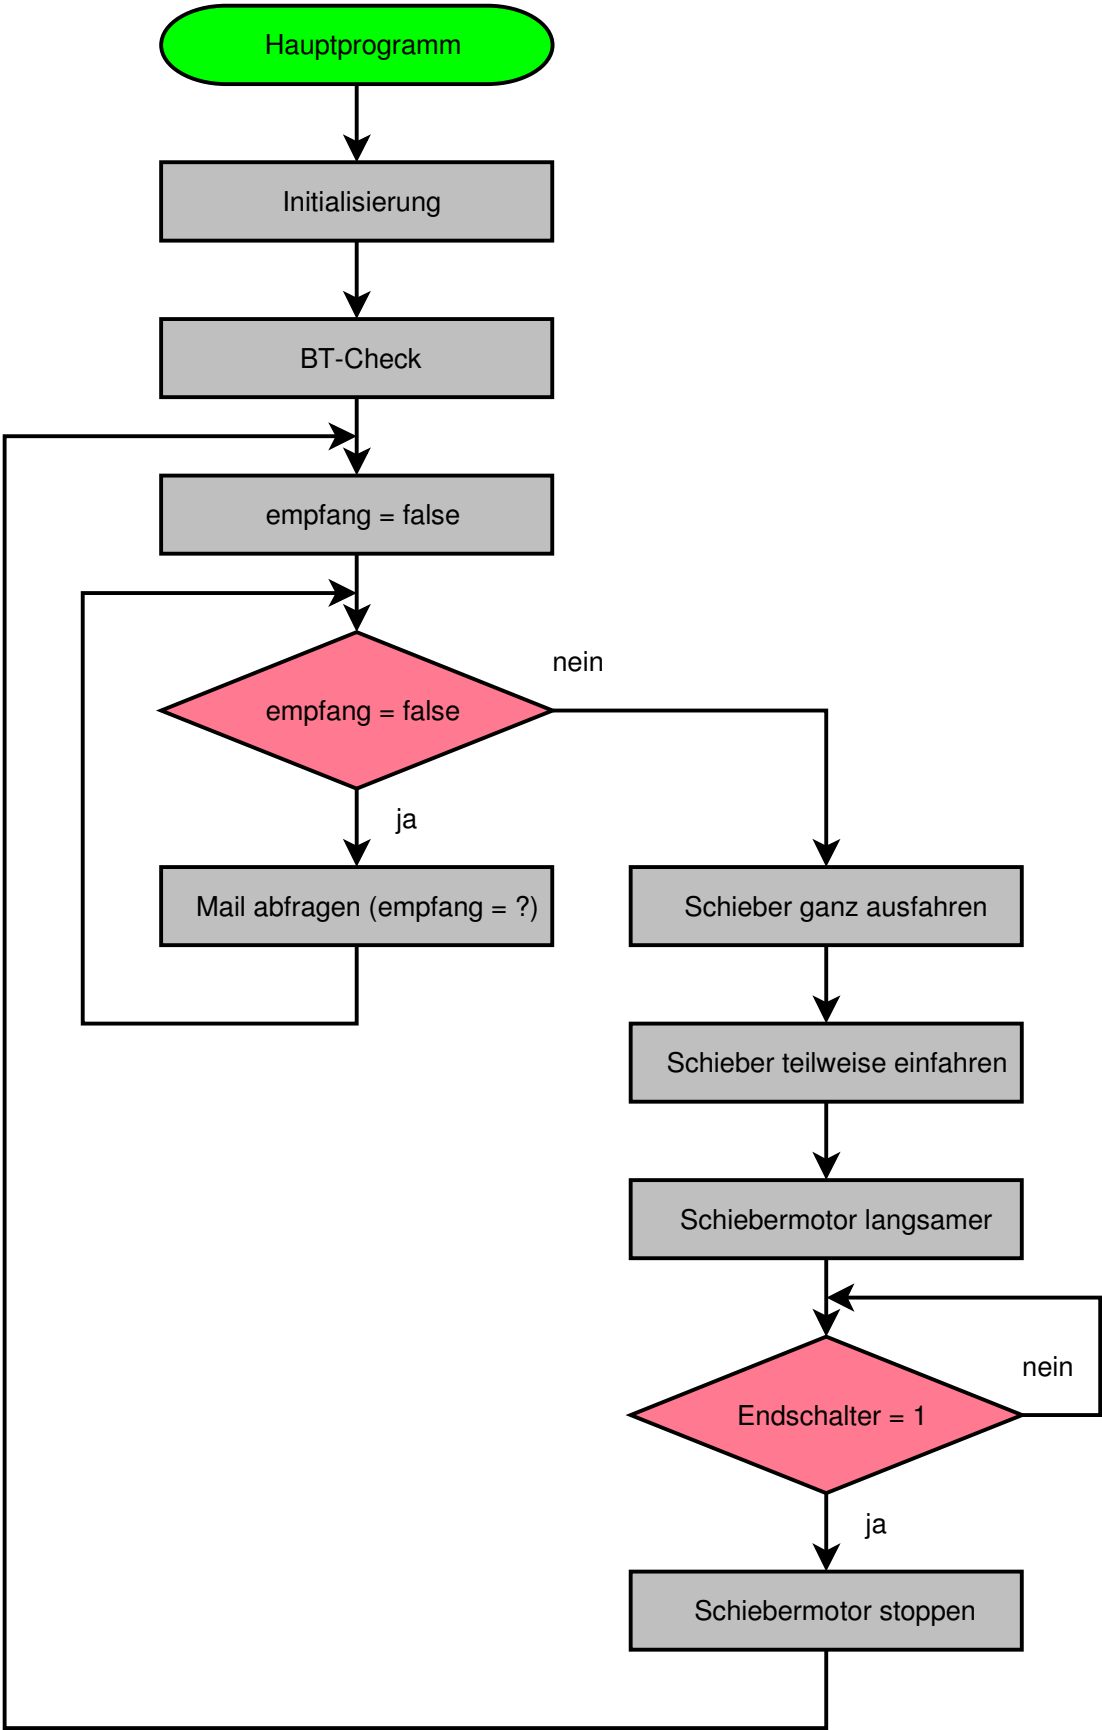 Hauptprogramm
Initialisierung
BT-Check
empfang = false
empfang = false
nein
ja
Mail abfragen (empfang = ?)
Schieber ganz ausfahren
Schieber teilweise einfahren
Schiebermotor langsamer
Endschalter = 1
nein
ja
Schiebermotor stoppen